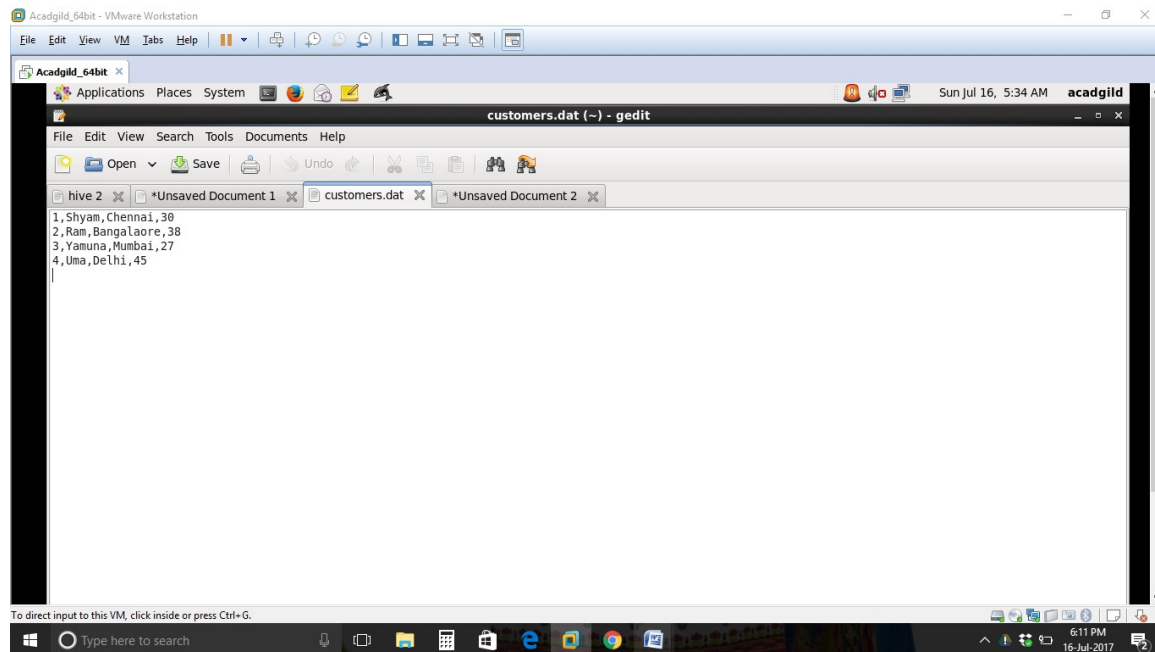 Acadgild_64bit - VMware Workstation
File Edit View VM Tabs Help
Acadgild_64bit
Applications Places System Sun Jul 16, 5:34 AM acadgild
customers.dat (~) - gedit
File Edit View Search Tools Documents Help
Open Save Undo
hive 2 *Unsaved Document 1 customers.dat *Unsaved Document 2
1,Shyam,Chennai,30
2,Ram,Bangalaore,38
3,Yamuna,Mumbai,27
4,Uma,Delhi,45
To direct input to this VM, click inside or press Ctrl+G.
Type here to search
6:11 PM
16-Jul-2017
2